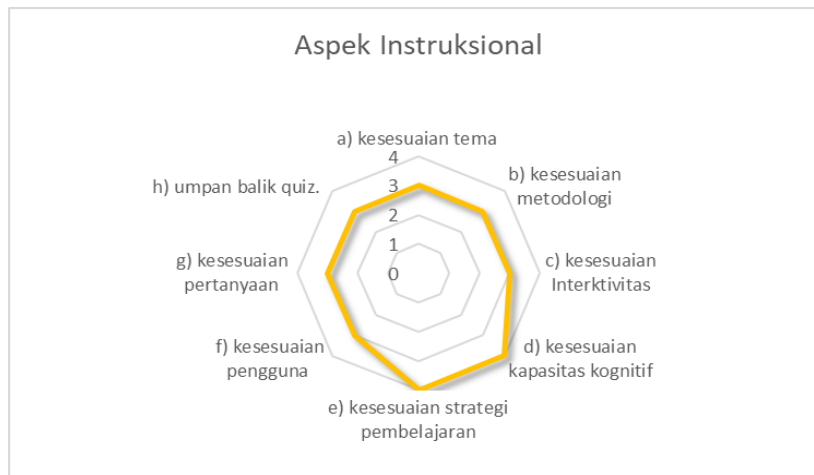 Aspek Instruksional
a) kesesuaian tema
4
3
2
1
0
b) kesesuaian
metodologi
c) kesesuaian
Interktivitas
d) kesesuaian
kapasitas kognitif
e) kesesuaian strategi
pembelajaran
f) kesesuaian
pengguna
g) kesesuaian
pertanyaan
h) umpan balik quiz.